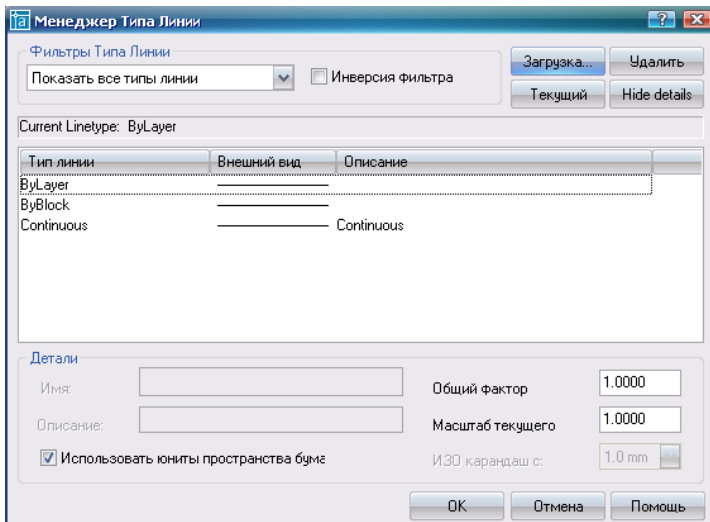 Менеджер Типа Линии
Фильтры Типа Линии
Показать все типы линии
Инверсия фильтра
Загрузка...
Удалить
Текущий
Hide details
Current Linetype: ByLayer
Тип линии Внешний вид Описание
ByLayer
ByBlock
Continuous Continuous
Детали
Имя:
Общий фактор 1.0000
Описание:
Масштаб текущего 1.0000
Использовать юниты пространства бума
ИЗО карандаш с: 1.0 mm
OK Отмена Помощь